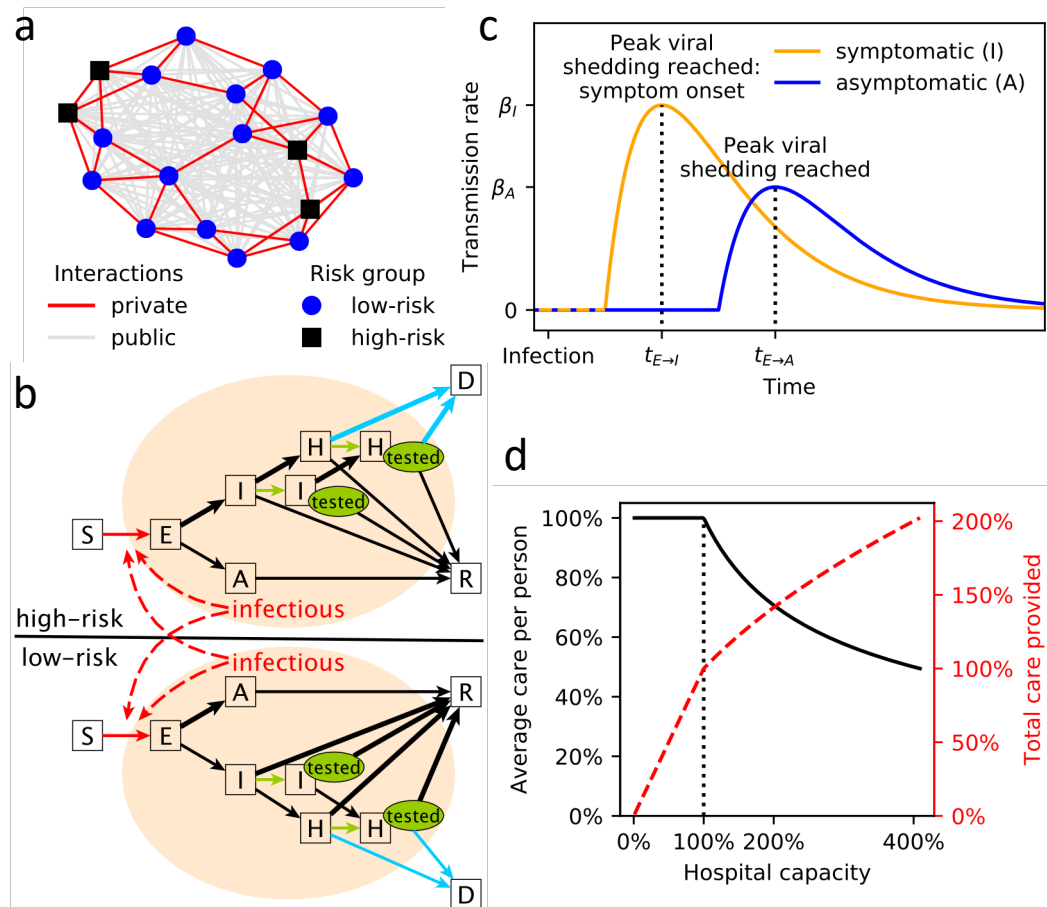 a
Interactions
private
public
Risk group
low-risk
high-risk
b
D
H
H
tested
I
I
tested
S
E
A
R
infectious
high–risk
low–risk
infectious
A
R
S
E
tested
I
I
tested
H
H
D
c
Peak viral
shedding reached:
symptom onset
symptomatic (I)
asymptomatic (A)
Peak viral
shedding reached
Transmission rate
β_I
β_A
0
Infection
t_{E→I}
t_{E→A}
Time
d
Average care per person
100%
80%
60%
40%
20%
0%
0%
100%
200%
400%
Hospital capacity
200%
150%
100%
50%
0%
Total care provided